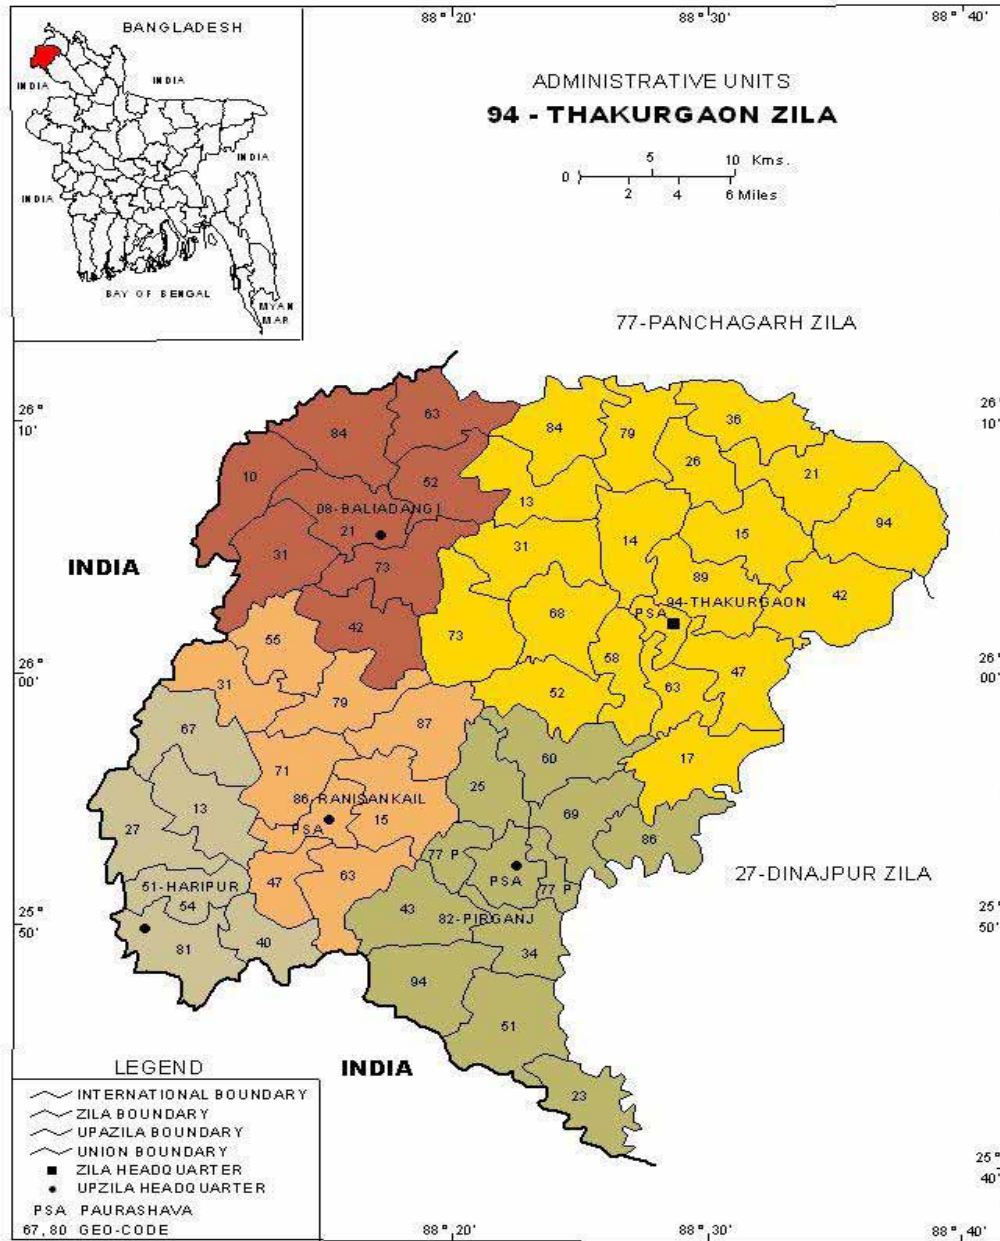 BANGLADESH
INDIA
INDIA
INDIA
INDIA
BAY OF BENGAL
MYAN
MAR
88° 20'
88° 30'
88° 40'
ADMINISTRATIVE UNITS
94 - THAKURGAON ZILA
5 10 Kms.
0
2 4 6 Miles
77-PANCHAGARH ZILA
26°
10'
26°
10'
63
84
10
52
08-BALIADANGI
21
31
73
42
84
79
36
26
21
13
94
31
14
15
89
42
94-THAKURGAON
PSA
68
73
58
47
63
52
17
INDIA
26°
00'
26°
00'
55
31
79
87
71
86-RANISANKAIL
PSA
15
47
63
67
13
27
51-HARIPUR
54
81
40
60
25
69
86
77 P
PSA
77 P
43
82-PIRGANJ
34
94
51
23
27-DINAJPUR ZILA
25°
50'
25°
50'
INDIA
25°
40'
LEGEND
INTERNATIONAL BOUNDARY
ZILA BOUNDARY
UPAZILA BOUNDARY
UNION BOUNDARY
ZILA HEADQUARTER
UPZILA HEADQUARTER
PSA PAURASHAVA
67, 80 GEO-CODE
88° 20'
88° 30'
88° 40'